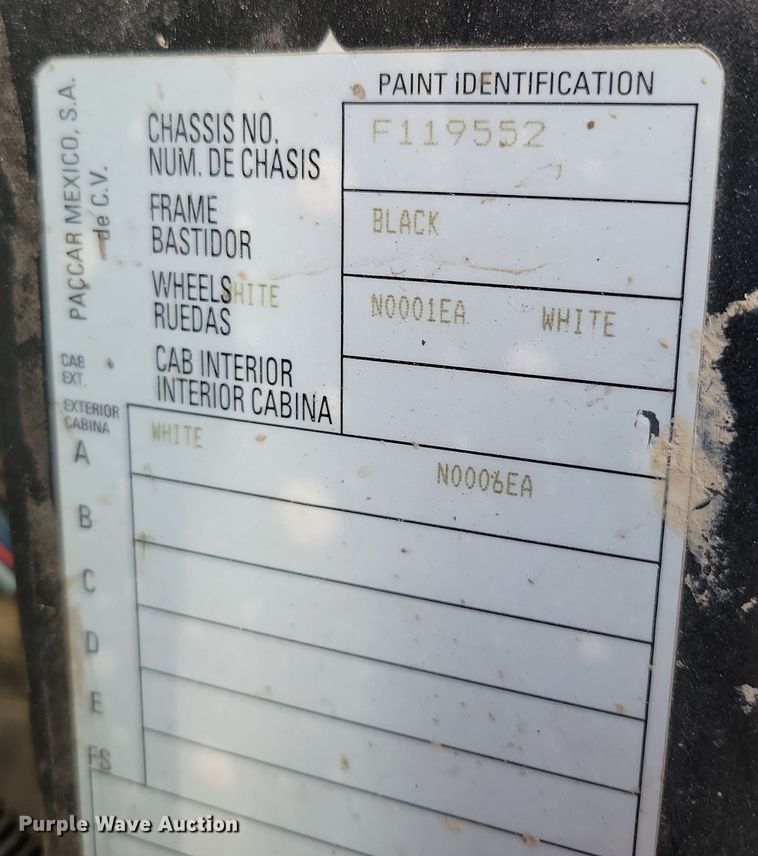 PACCAR MEXICO, S.A.
de C.V.
PAINT IDENTIFICATION
CHASSIS NO.
NUM. DE CHASIS
F119552
FRAME
BASTIDOR
BLACK
WHEELS WHITE
RUEDAS
N0001EA WHITE
CAB INTERIOR
INTERIOR CABINA
CAB
EXT.
EXTERIOR
CABINA
A WHITE N0006EA
B
C
D
E
FS
Purple Wave Auction